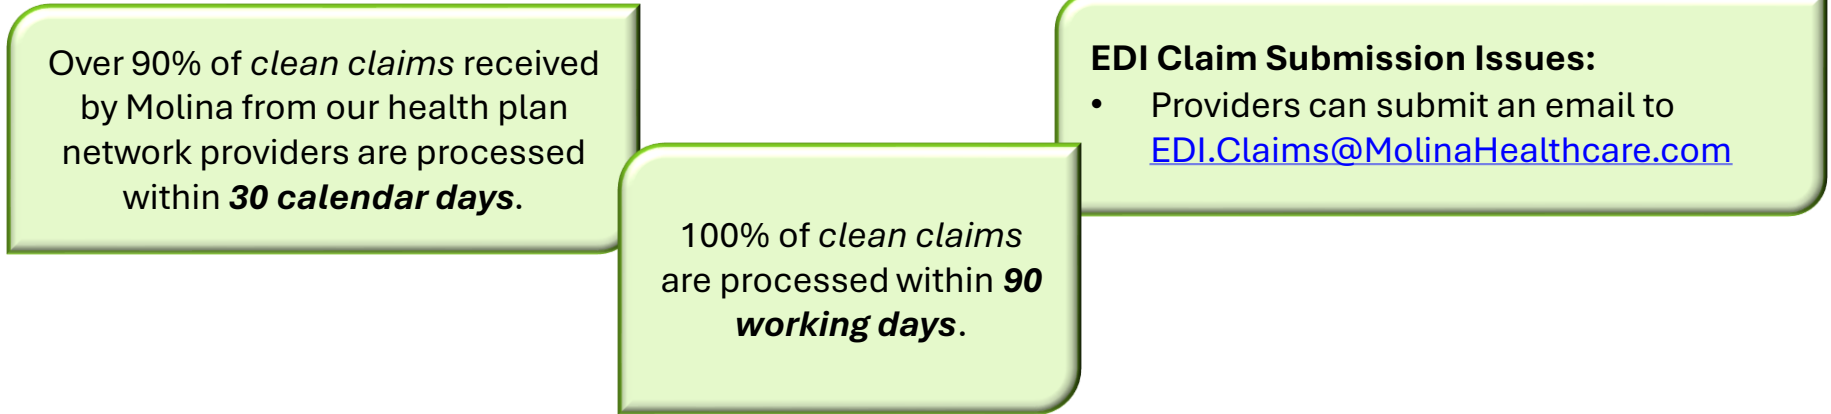 Over 90% of clean claims received
by Molina from our health plan
network providers are processed
within 30 calendar days.
100% of clean claims
are processed within 90
working days.
EDI Claim Submission Issues:
• Providers can submit an email to
EDI.Claims@MolinaHealthcare.com